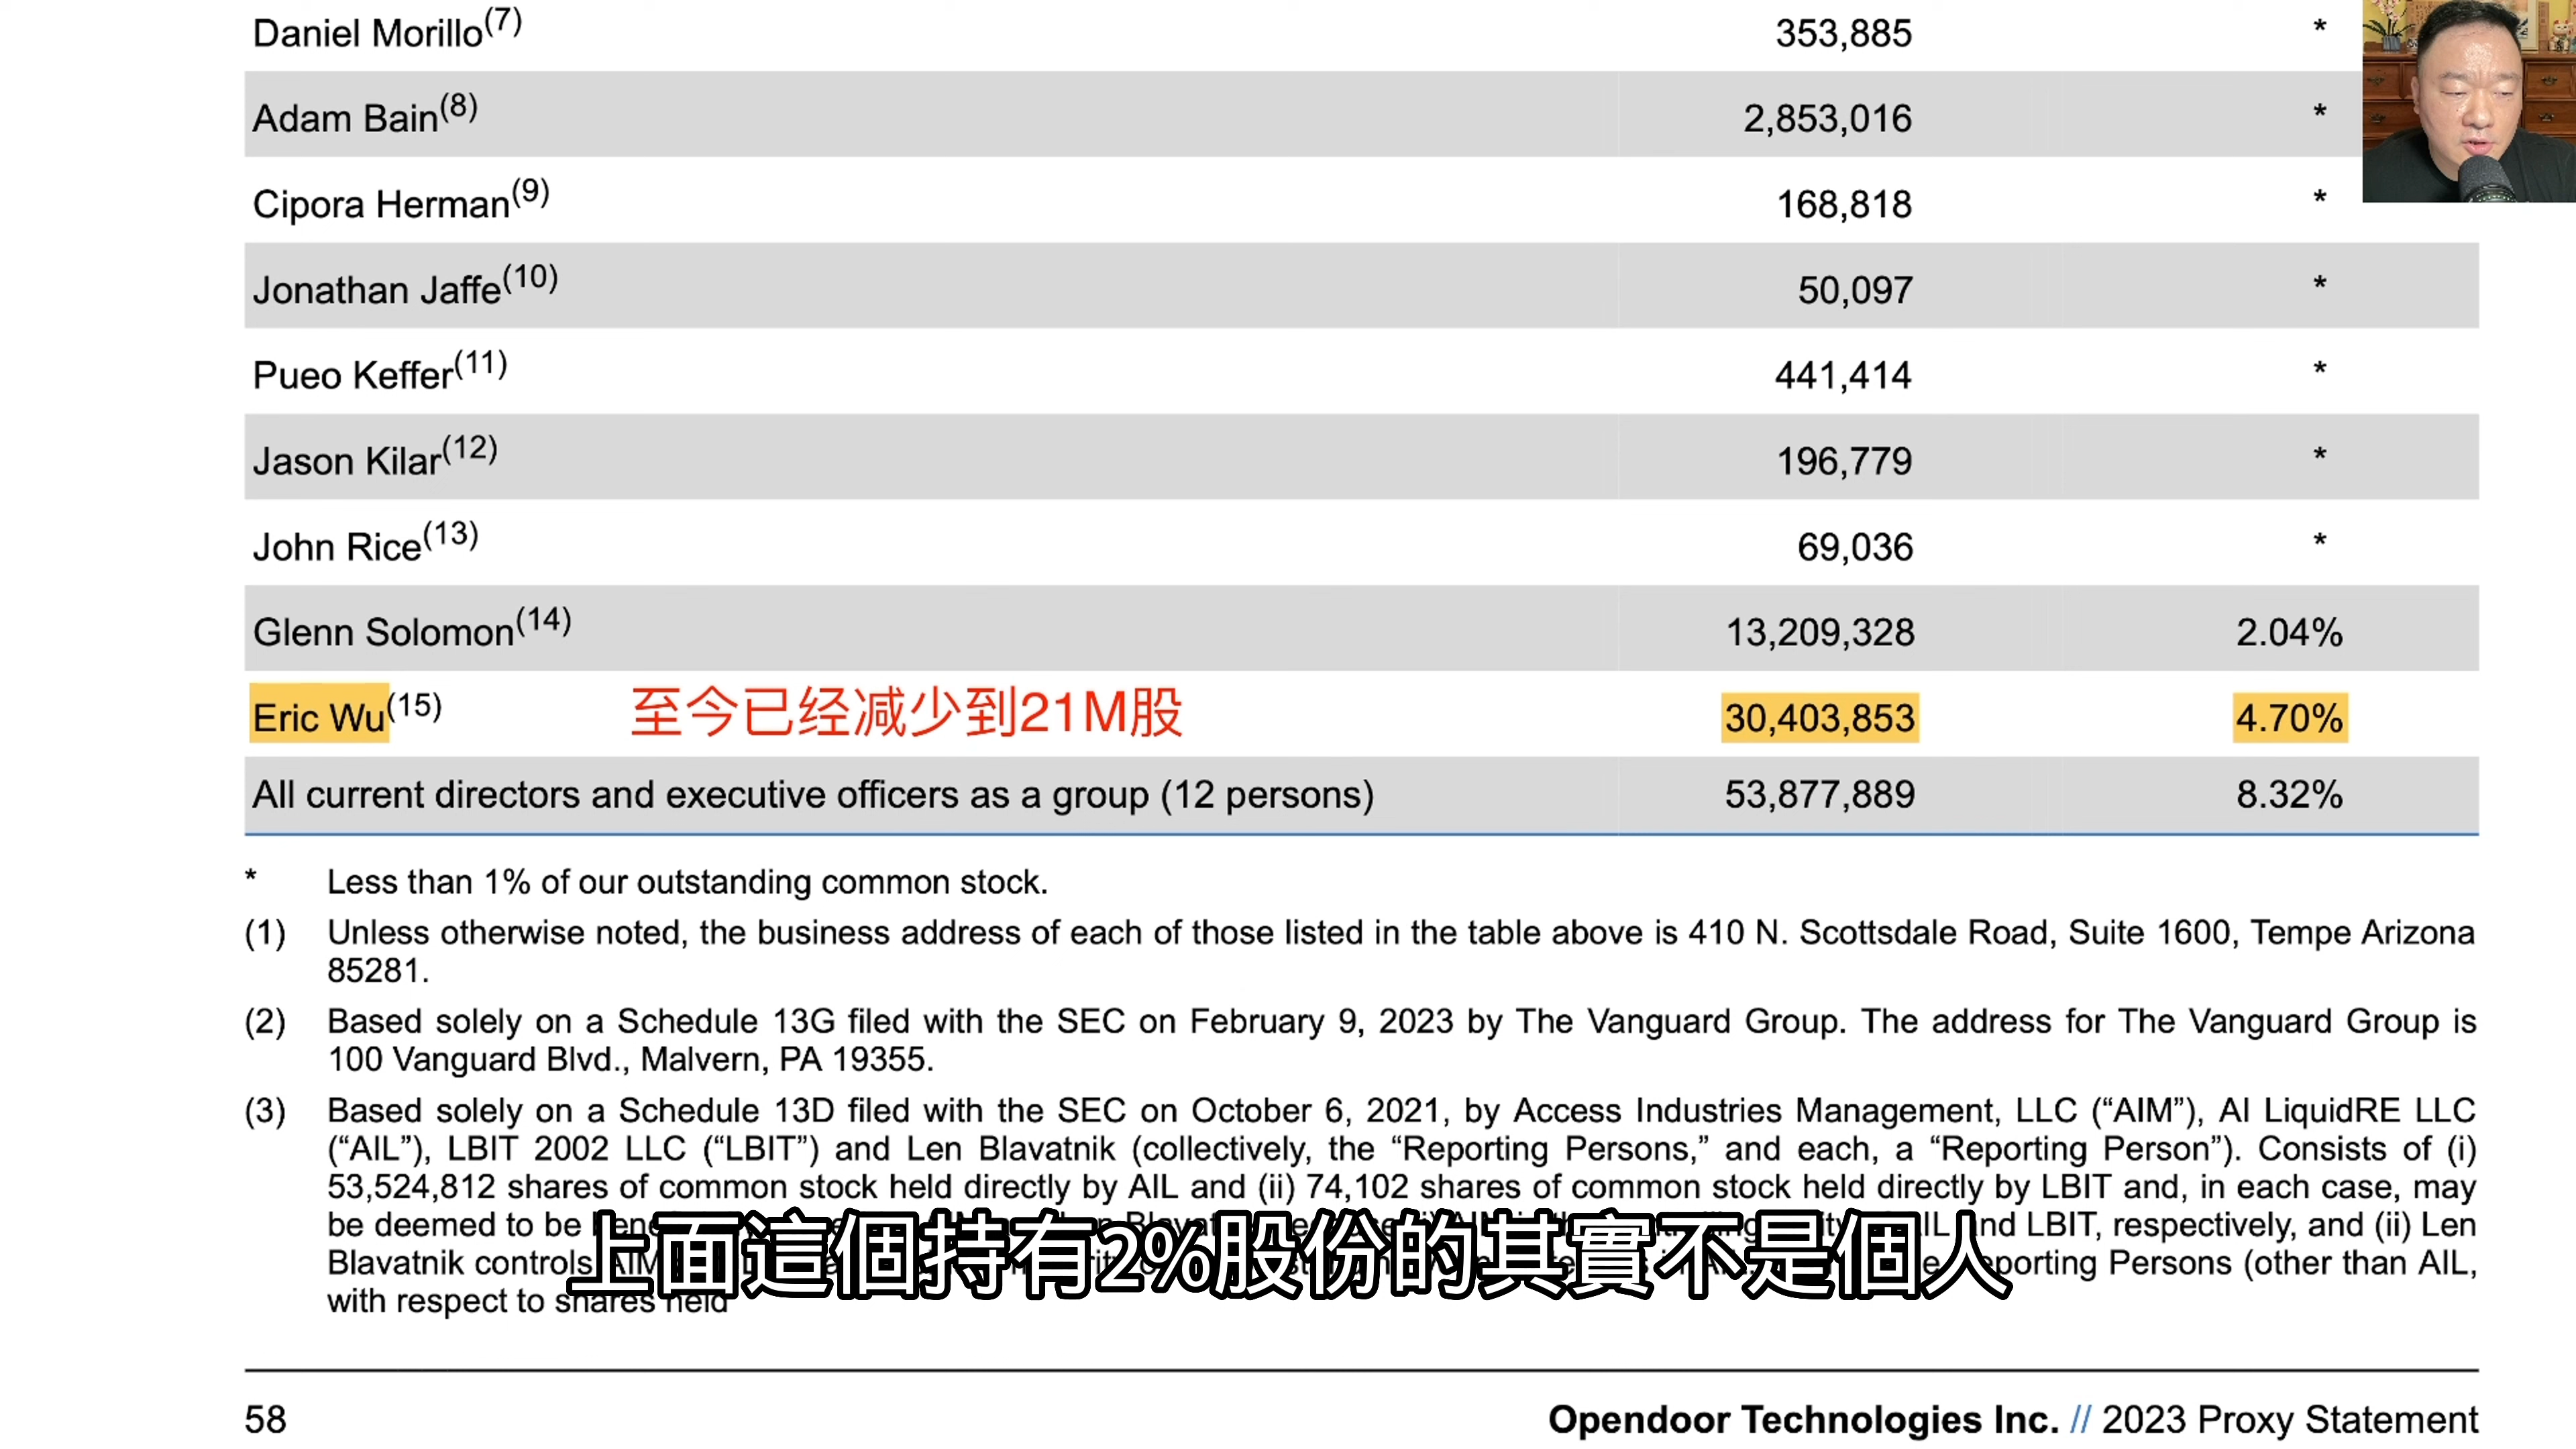 Daniel Morillo(7) 353,885 *
Adam Bain(8) 2,853,016 *
Cipora Herman(9) 168,818 *
Jonathan Jaffe(10) 50,097 *
Pueo Keffer(11) 441,414 *
Jason Kilar(12) 196,779 *
John Rice(13) 69,036 *
Glenn Solomon(14) 13,209,328 2.04%
Eric Wu(15) 至今已经减少到21M股 30,403,853 4.70%
All current directors and executive officers as a group (12 persons) 53,877,889 8.32%
* Less than 1% of our outstanding common stock.
(1) Unless otherwise noted, the business address of each of those listed in the table above is 410 N. Scottsdale Road, Suite 1600, Tempe Arizona
85281.
(2) Based solely on a Schedule 13G filed with the SEC on February 9, 2023 by The Vanguard Group. The address for The Vanguard Group is
100 Vanguard Blvd., Malvern, PA 19355.
(3) Based solely on a Schedule 13D filed with the SEC on October 6, 2021, by Access Industries Management, LLC (“AIM”), AI LiquidRE LLC
(“AIL”), LBIT 2002 LLC (“LBIT”) and Len Blavatnik (collectively, the “Reporting Persons,” and each, a “Reporting Person”). Consists of (i)
53,524,812 shares of common stock held directly by AIL and (ii) 74,102 shares of common stock held directly by LBIT and, in each case, may
be deemed to be and LBIT, respectively, and (ii) Len
Blavatnik controls AIM Reporting Persons (other than AIL,
with respect to shares held
上面這個持有2%股份的其實不是個人
58 Opendoor Technologies Inc. // 2023 Proxy Statement